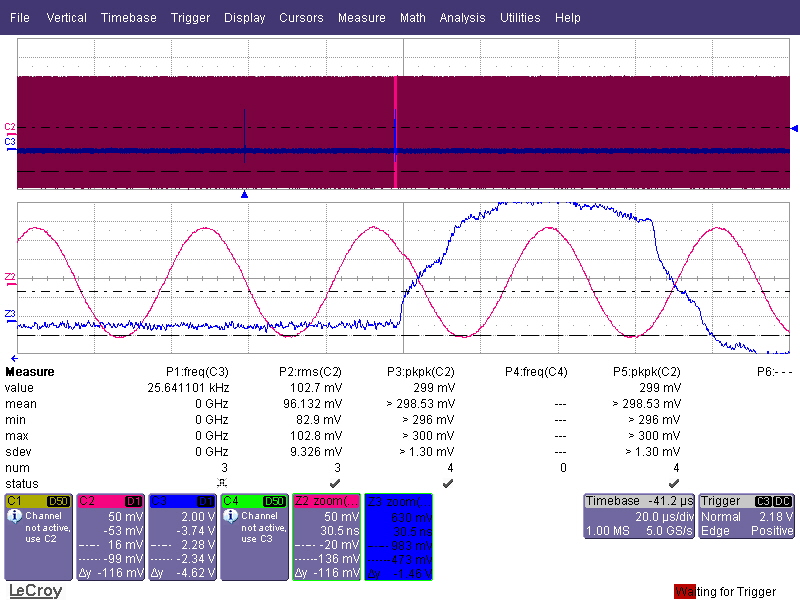 File Vertical Timebase Trigger Display Cursors Measure Math Analysis Utilities Help
C2
C3
Z2
Z3
Measure P1:freq(C3) P2:rms(C2) P3:pkpk(C2) P4:freq(C4) P5:pkpk(C2) P6:- - -
value 25.641101 kHz 102.7 mV 299 mV 299 mV
mean 0 GHz 96.132 mV > 298.53 mV --- > 298.53 mV
min 0 GHz 82.9 mV > 296 mV --- > 296 mV
max 0 GHz 102.8 mV > 300 mV --- > 300 mV
sdev 0 GHz 9.326 mV > 1.30 mV --- > 1.30 mV
num 3 3 4 0 4
status
C1 D50
Channel
not active,
use C2
C2 D1
50 mV
-53 mV
16 mV
-99 mV
Δy -116 mV
C3 D1
2.00 V
-3.74 V
2.28 V
-2.34 V
Δy -4.62 V
C4 D50
Channel
not active,
use C3
Z2 zoom(...
50 mV
30.5 ns
-20 mV
-136 mV
Δy -116 mV
Z3 zoom(
630 mV
30.5 ns
Δy
Timebase -41.2 µs
20.0 µs/div
1.00 MS 5.0 GS/s
Trigger C3 DC
Normal 2.18 V
Edge Positive
LeCroy
Waiting for Trigger